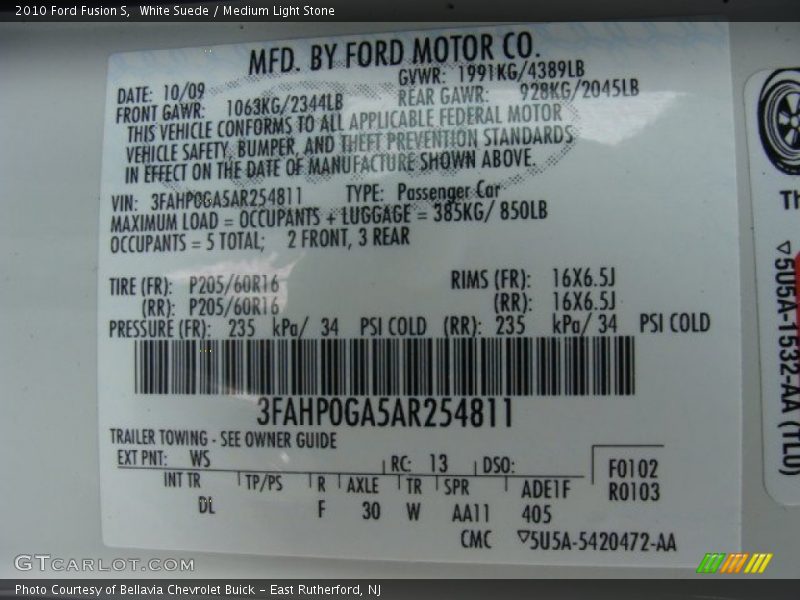 2010 Ford Fusion S,  White Suede / Medium Light Stone
MFD. BY FORD MOTOR CO.
DATE: 10/09 GVWR: 1991KG/4389LB
FRONT GAWR: 1063KG/2344LB REAR GAWR: 928KG/2045LB
THIS VEHICLE CONFORMS TO ALL APPLICABLE FEDERAL MOTOR
VEHICLE SAFETY, BUMPER, AND THEFT PREVENTION STANDARDS
IN EFFECT ON THE DATE OF MANUFACTURE SHOWN ABOVE.
VIN: 3FAHP0GA5AR254811 TYPE: Passenger Car
MAXIMUM LOAD = OCCUPANTS + LUGGAGE = 385KG/ 850LB
OCCUPANTS = 5 TOTAL; 2 FRONT, 3 REAR
TIRE (FR): P205/60R16 RIMS (FR): 16X6.5J
(RR): P205/60R16 (RR): 16X6.5J
PRESSURE (FR): 235 kPa/ 34 PSI COLD (RR): 235 kPa/ 34 PSI COLD
3FAHP0GA5AR254811
TRAILER TOWING - SEE OWNER GUIDE
EXT PNT: WS RC: 13 DSO: F0102
INT TR TP/PS R AXLE TR SPR ADE1F R0103
DL F 30 W AA11 405
CMC ▽5U5A-5420472-AA
Th
▽5U5A-1532-AA (TLU)
GTCARLOT.COM
Photo Courtesy of Bellavia Chevrolet Buick – East Rutherford, NJ